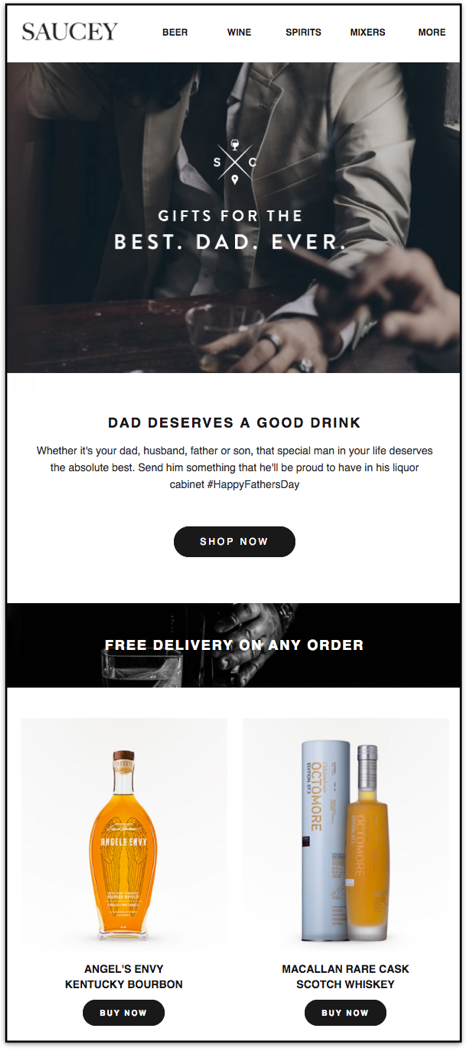 SAUCEY
BEER WINE SPIRITS MIXERS MORE
S C
GIFTS FOR THE
BEST. DAD. EVER.
DAD DESERVES A GOOD DRINK
Whether it's your dad, husband, father or son, that special man in your life deserves
the absolute best. Send him something that he'll be proud to have in his liquor
cabinet #HappyFathersDay
SHOP NOW
FREE DELIVERY ON ANY ORDER
ANGEL'S ENVY
OCTOMORE
OCTOMORE
ANGEL'S ENVY
KENTUCKY BOURBON
MACALLAN RARE CASK
SCOTCH WHISKEY
BUY NOW
BUY NOW